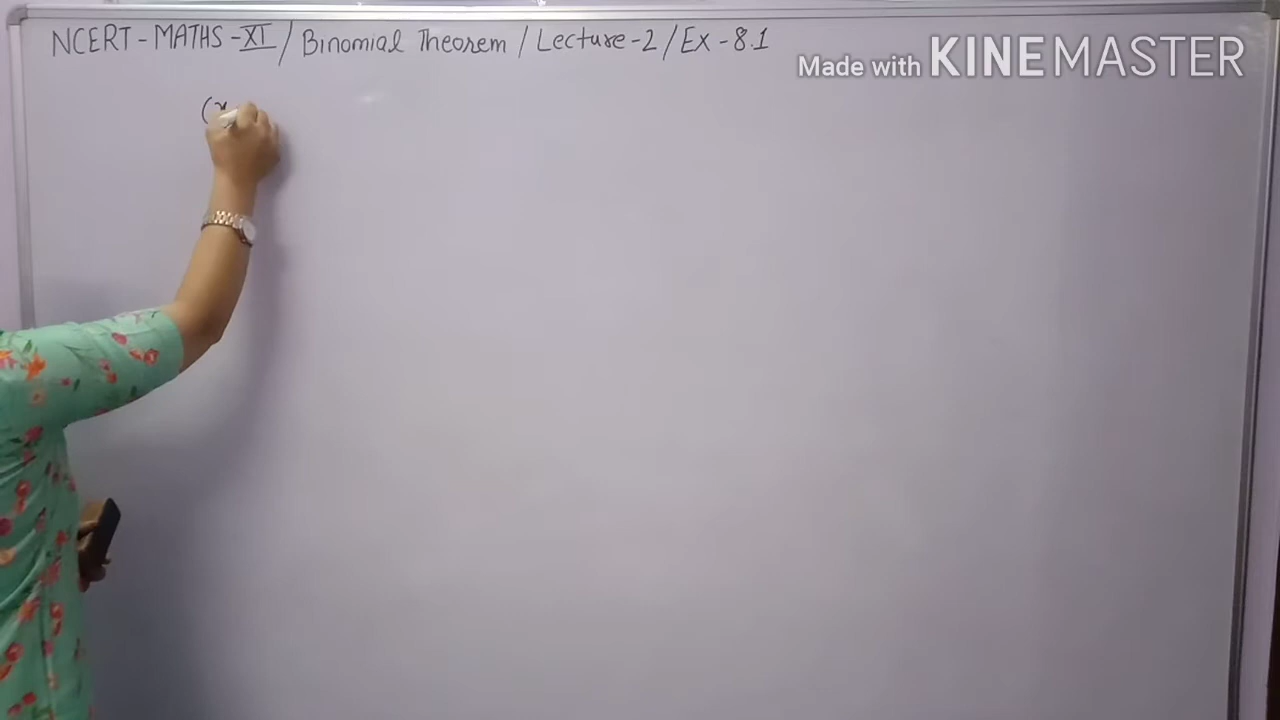 NCERT - MATHS - XI / Binomial Theorem / Lecture - 2 / Ex - 8.1
Made with KINEMASTER
(x